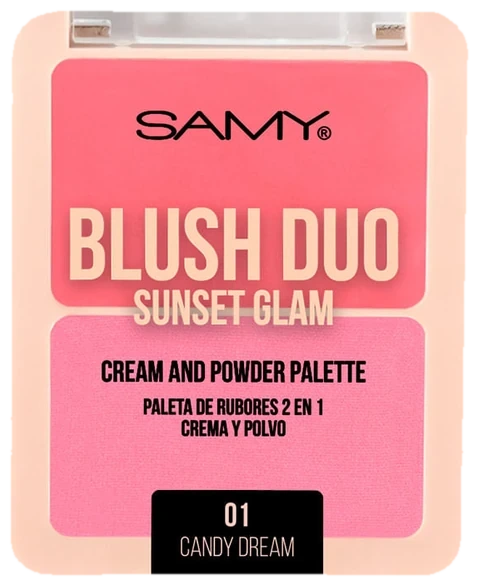 SAMY®
BLUSH DUO
SUNSET GLAM
CREAM AND POWDER PALETTE
PALETA DE RUBORES 2 EN 1
CREMA Y POLVO
01
CANDY DREAM